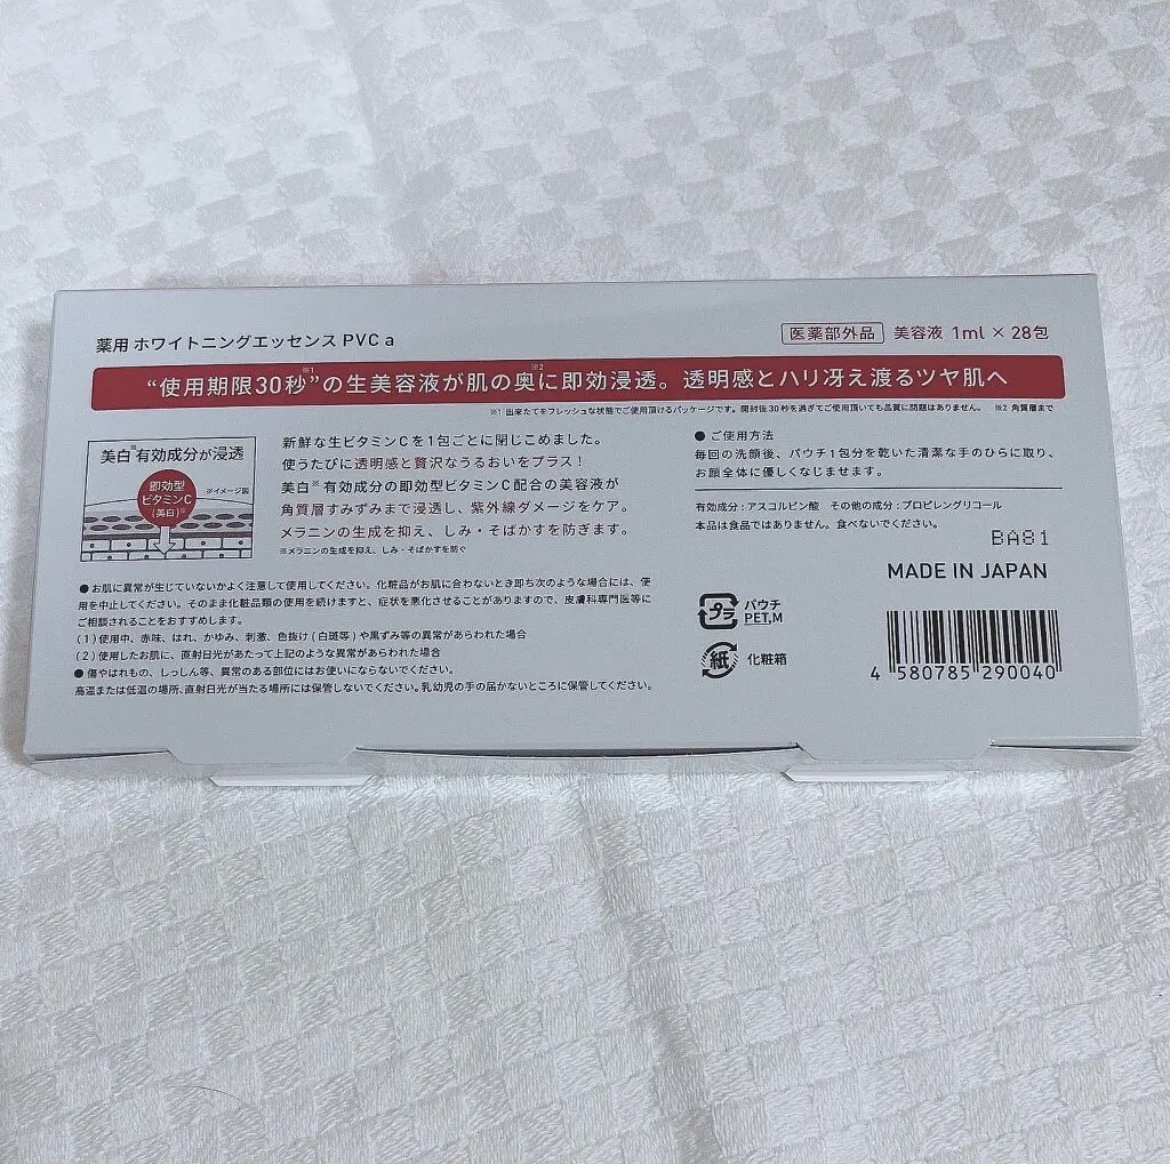 薬用 ホワイトニングエッセンス PVC a
医薬部外品 美容液 1ml × 28包
“使用期限30秒※1”の生美容液が肌の奥※2に即効浸透。透明感とハリ冴え渡るツヤ肌へ
※1 出来たてをフレッシュな状態でご使用頂けるパッケージです。開封後30秒を過ぎてご使用頂いても品質に問題はありません。 ※2 角質層まで
美白※有効成分が浸透
即効型
ビタミンC
(美白)※
※イメージ図
新鮮な生ビタミンCを1包ごとに閉じこめました。
使うたびに透明感と贅沢なうるおいをプラス！
美白※有効成分の即効型ビタミンC配合の美容液が
角質層すみずみまで浸透し、紫外線ダメージをケア。
メラニンの生成を抑え、しみ・そばかすを防ぎます。
※メラニンの生成を抑え、しみ・そばかすを防ぐ
●お肌に異常が生じていないかよく注意して使用してください。化粧品がお肌に合わないとき即ち次のような場合には、使
用を中止してください。そのまま化粧品類の使用を続けますと、症状を悪化させることがありますので、皮膚科専門医等に
ご相談されることをおすすめします。
(1)使用中、赤味、はれ、かゆみ、刺激、色抜け(白斑等)や黒ずみ等の異常があらわれた場合
(2)使用したお肌に、直射日光があたって上記のような異常があらわれた場合
●傷やはれもの、しっしん等、異常のある部位にはお使いにならないでください。
高温または低温の場所、直射日光が当たる場所には保管しないでください。乳幼児の手の届かないところに保管してください。
● ご使用方法
毎回の洗顔後、パウチ1包分を乾いた清潔な手のひらに取り、
お顔全体に優しくなじませます。
有効成分：アスコルビン酸 その他の成分：プロピレングリコール
本品は食品ではありません。食べないでください。
BA81
MADE IN JAPAN
プラ パウチ
PET,M
紙 化粧箱
4 580785 290040